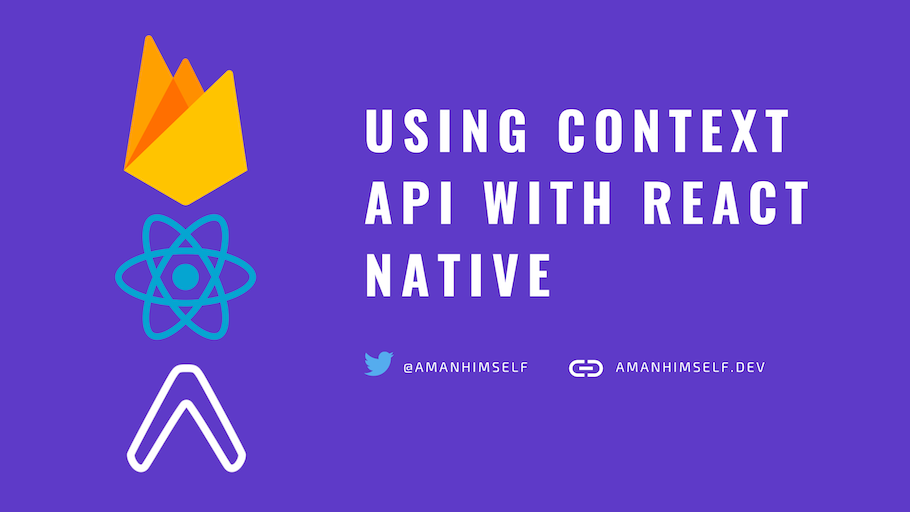 USING CONTEXT
API WITH REACT
NATIVE
@AMANHIMSELF AMANHIMSELF.DEV